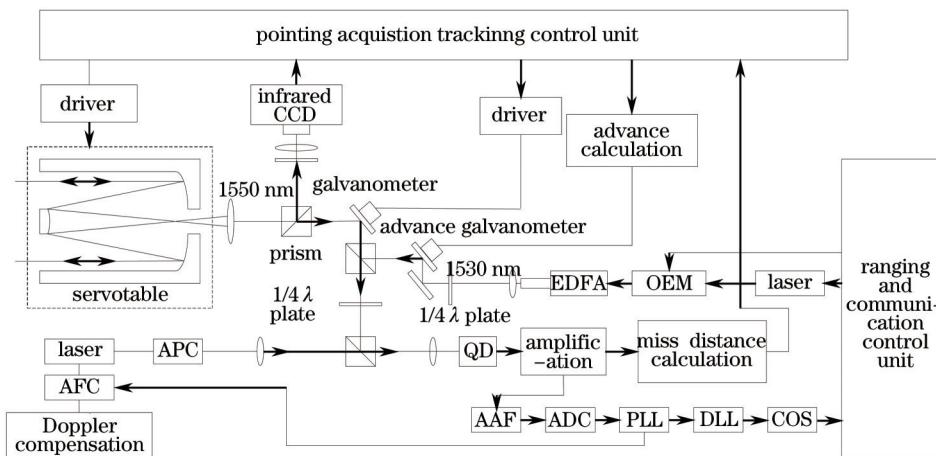 pointing acquistion trackinng control unit
driver
infrared
CCD
driver
advance
calculation
1550 nm
galvanometer
advance galvanometer
prism
servotable
1530 nm
EDFA
OEM
laser
ranging
and
communi-
cation
control
unit
1/4 λ
plate
1/4 λ plate
laser
APC
QD
amplific
-ation
miss distance
calculation
AFC
AAF
ADC
PLL
DLL
COS
Doppler
compensation